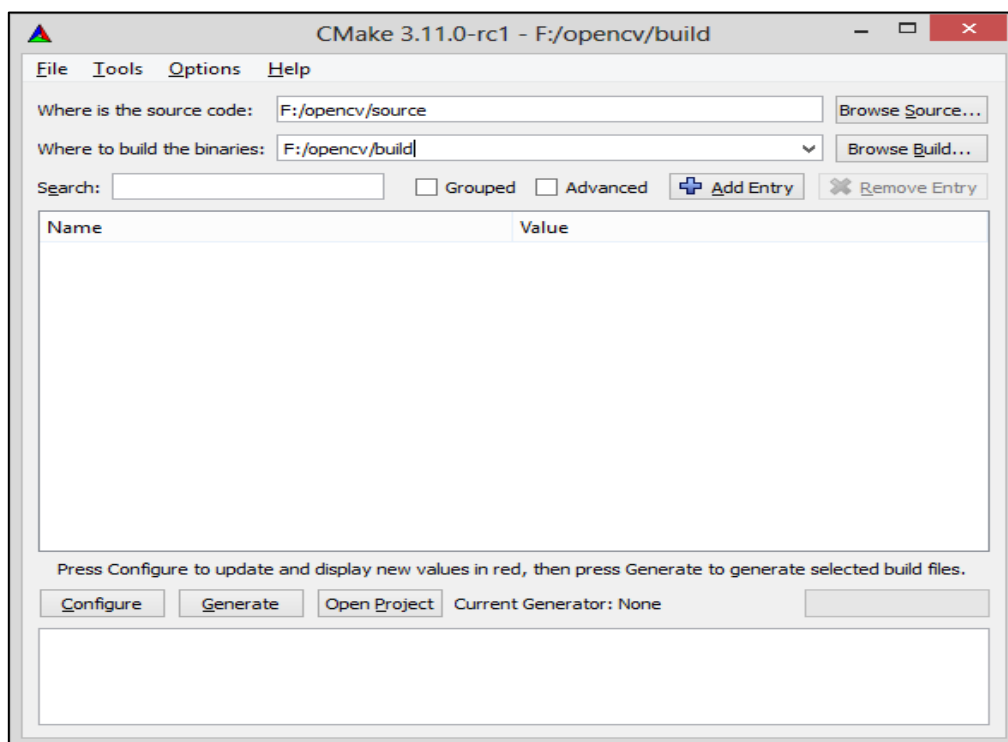 CMake 3.11.0-rc1 - F:/opencv/build
File Tools Options Help
Where is the source code: F:/opencv/source Browse Source...
Where to build the binaries: F:/opencv/build Browse Build...
Search: Grouped Advanced Add Entry Remove Entry
Name Value
Press Configure to update and display new values in red, then press Generate to generate selected build files.
Configure Generate Open Project Current Generator: None